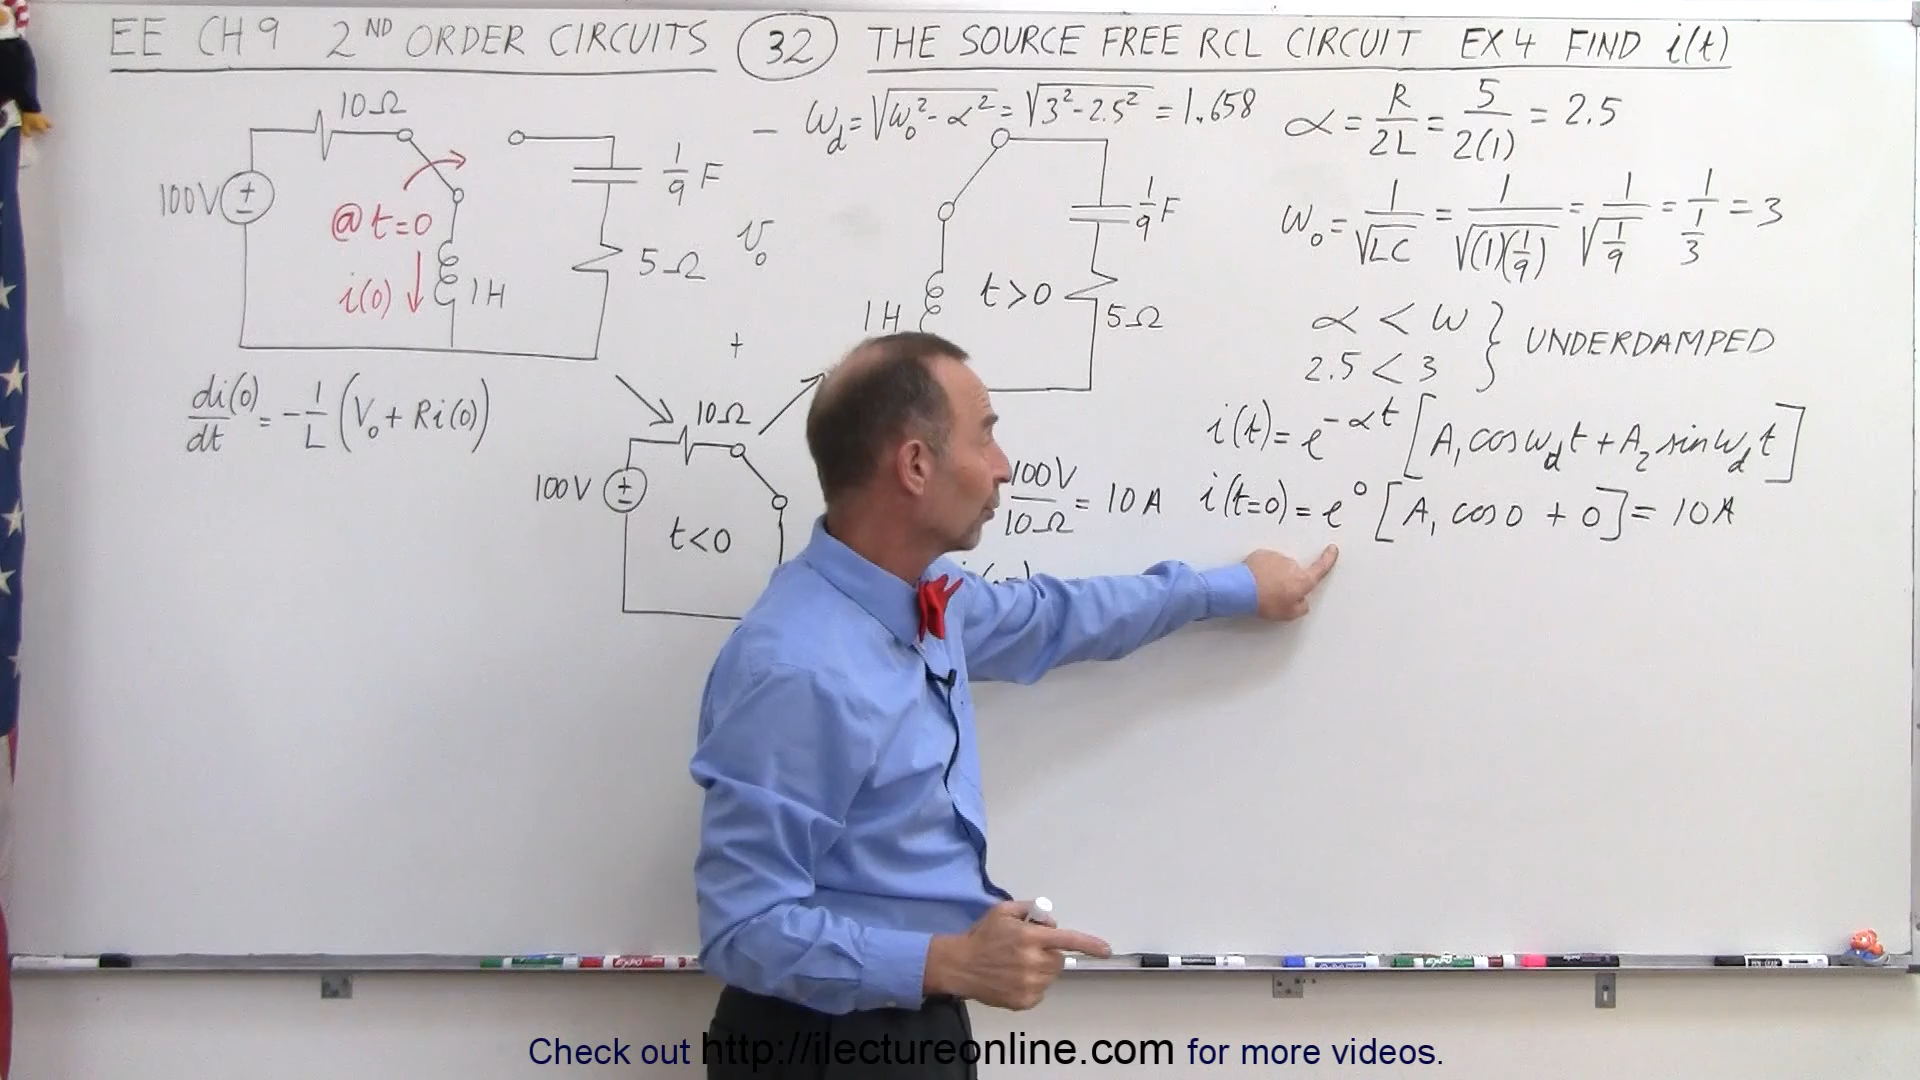 EE CH 9 2ND ORDER CIRCUITS 32 THE SOURCE FREE RCL CIRCUIT EX 4 FIND i(t)
10Ω
100V
+
−
@ t=0
i(0)
1H
1/9 F
5Ω
v₀
−
+
di(0)/dt = -1/L (V₀ + Ri(0))
ω_d = √(ω₀² - α²) = √(3² - 2.5²) = 1.658
1/9 F
5Ω
1H
t>0
10Ω
100V
+
−
t<0
100V/10Ω = 10A
α = R/2L = 5/2(1) = 2.5
ω₀ = 1/√LC = 1/√((1)(1/9)) = 1/√(1/9) = 1/(1/3) = 3
α < ω
2.5 < 3 } UNDERDAMPED
i(t) = e^(-αt) [A₁ cos ω_d t + A₂ sin ω_d t]
i(t=0) = e⁰ [A₁ cos 0 + 0] = 10A
Check out http://ilectureonline.com for more videos.